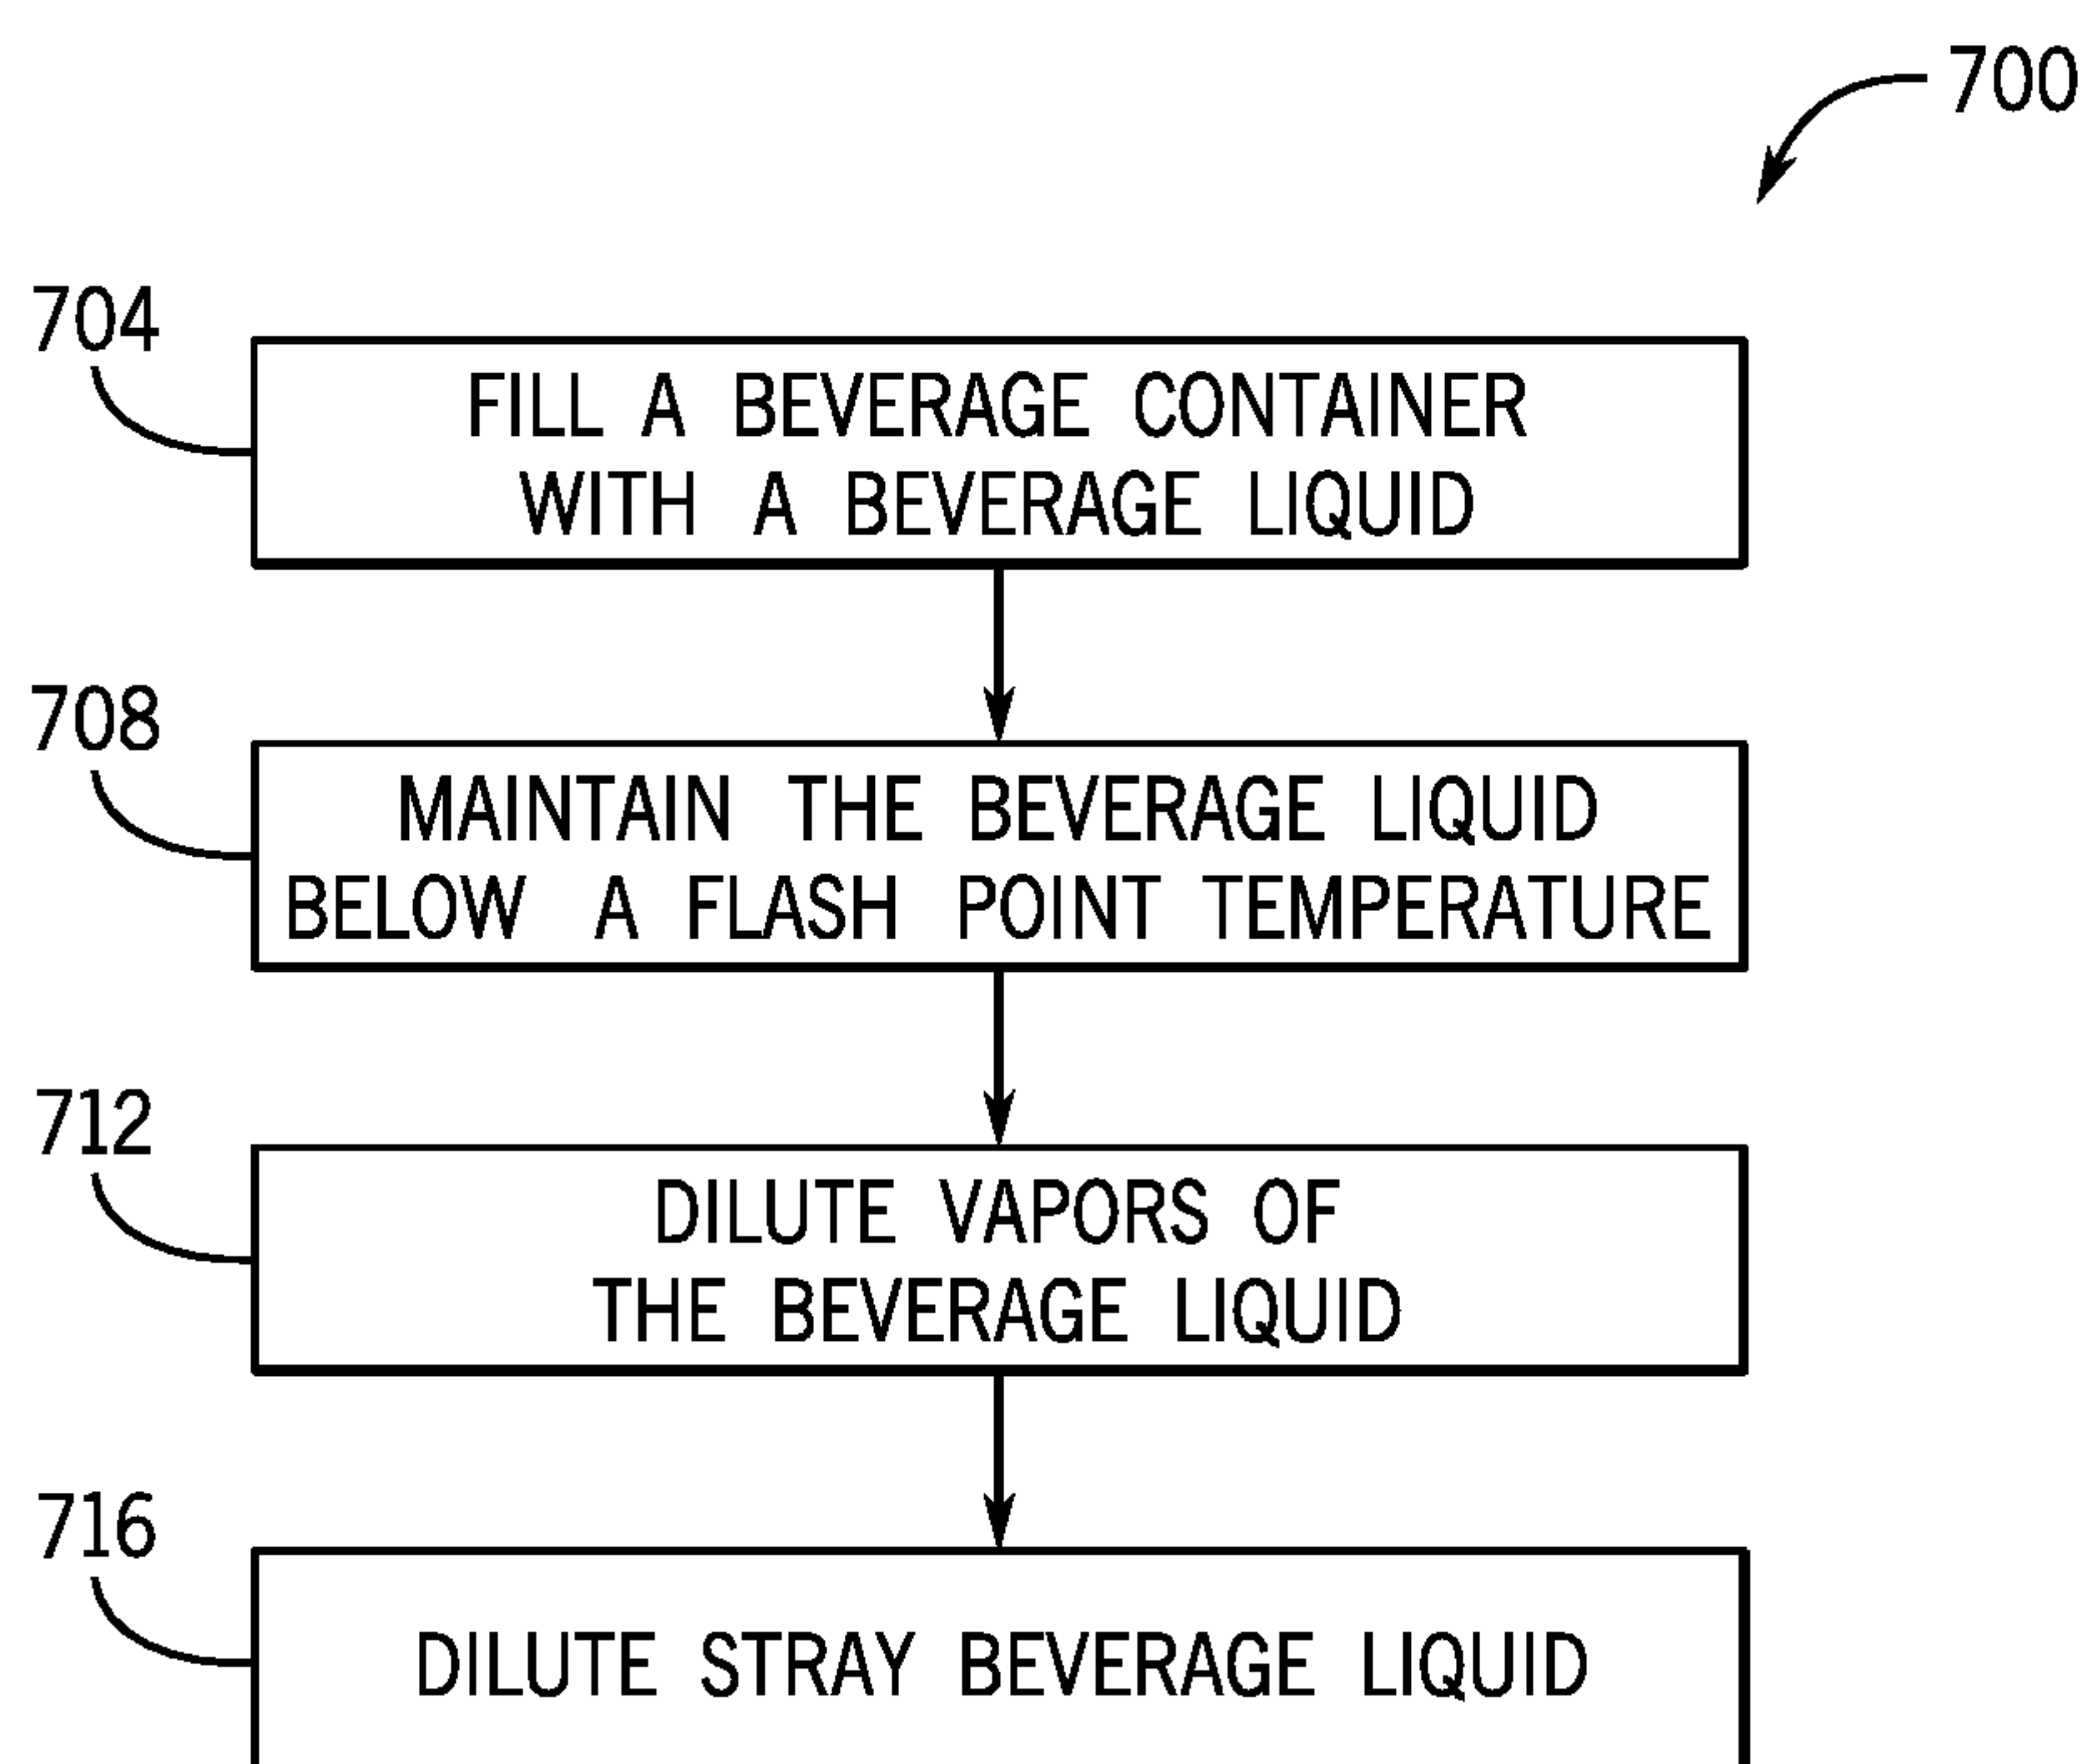 700
704
FILL A BEVERAGE CONTAINER
WITH A BEVERAGE LIQUID
708
MAINTAIN THE BEVERAGE LIQUID
BELOW A FLASH POINT TEMPERATURE
712
DILUTE VAPORS OF
THE BEVERAGE LIQUID
716
DILUTE STRAY BEVERAGE LIQUID